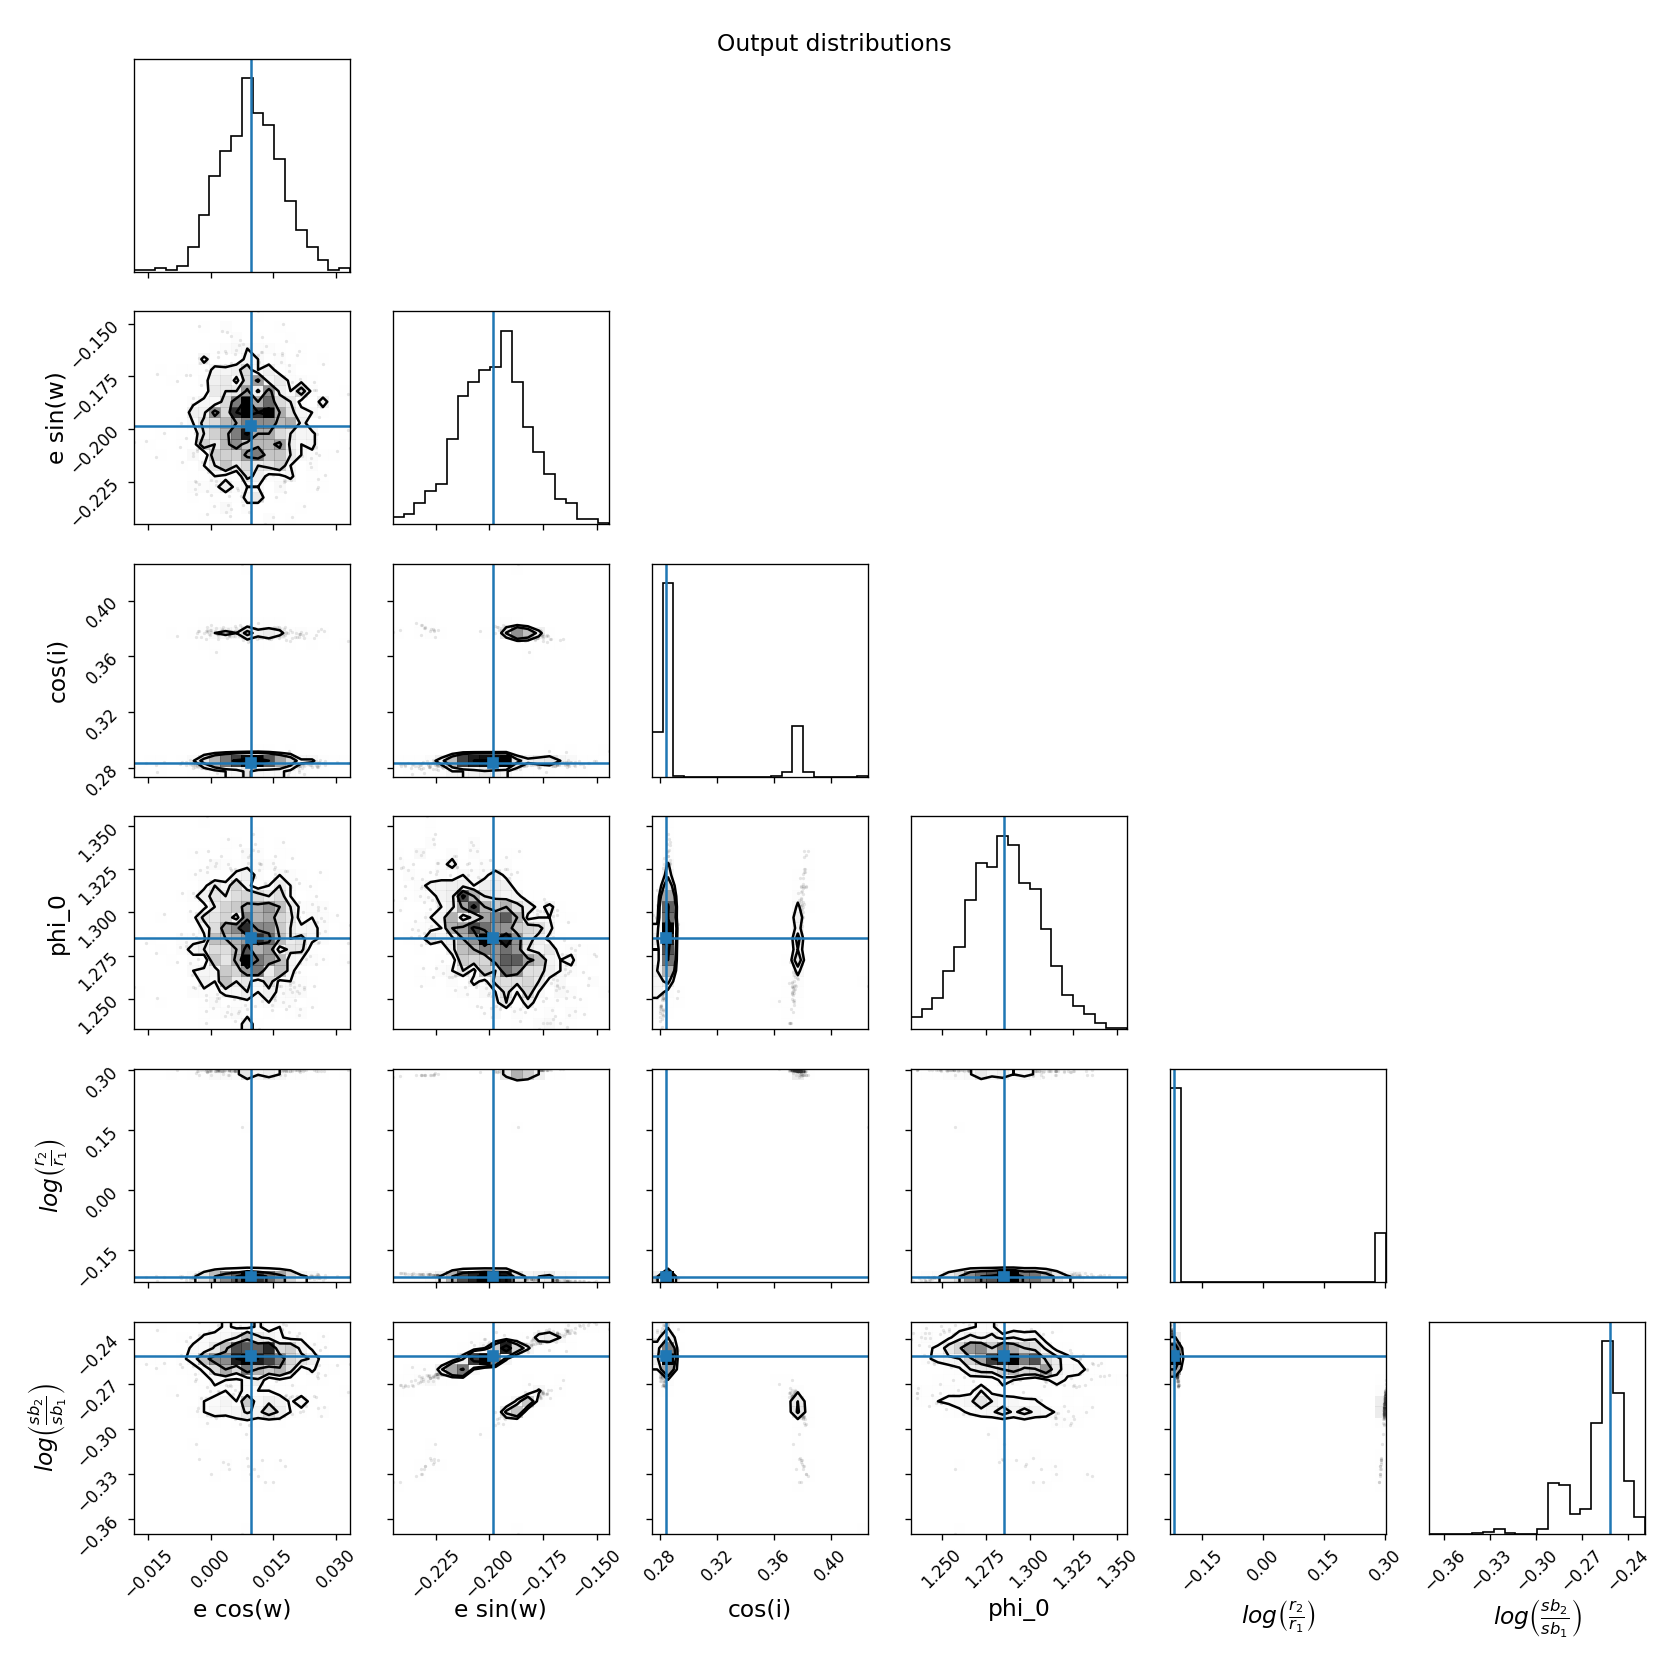 Output distributions
e sin(w)
−0.150
−0.175
−0.200
−0.225
cos(i)
0.40
0.36
0.32
0.28
phi_0
1.350
1.325
1.300
1.275
1.250
log(r2/r1)
0.30
0.15
0.00
−0.15
log(sb2/sb1)
−0.24
−0.27
−0.30
−0.33
−0.36
−0.015 0.000 0.015 0.030
−0.225 −0.200 −0.175 −0.150
0.28 0.32 0.36 0.40
1.250 1.275 1.300 1.325 1.350
−0.15 0.00 0.15 0.30
−0.36 −0.33 −0.30 −0.27 −0.24
e cos(w) e sin(w) cos(i) phi_0 log(r2/r1) log(sb2/sb1)